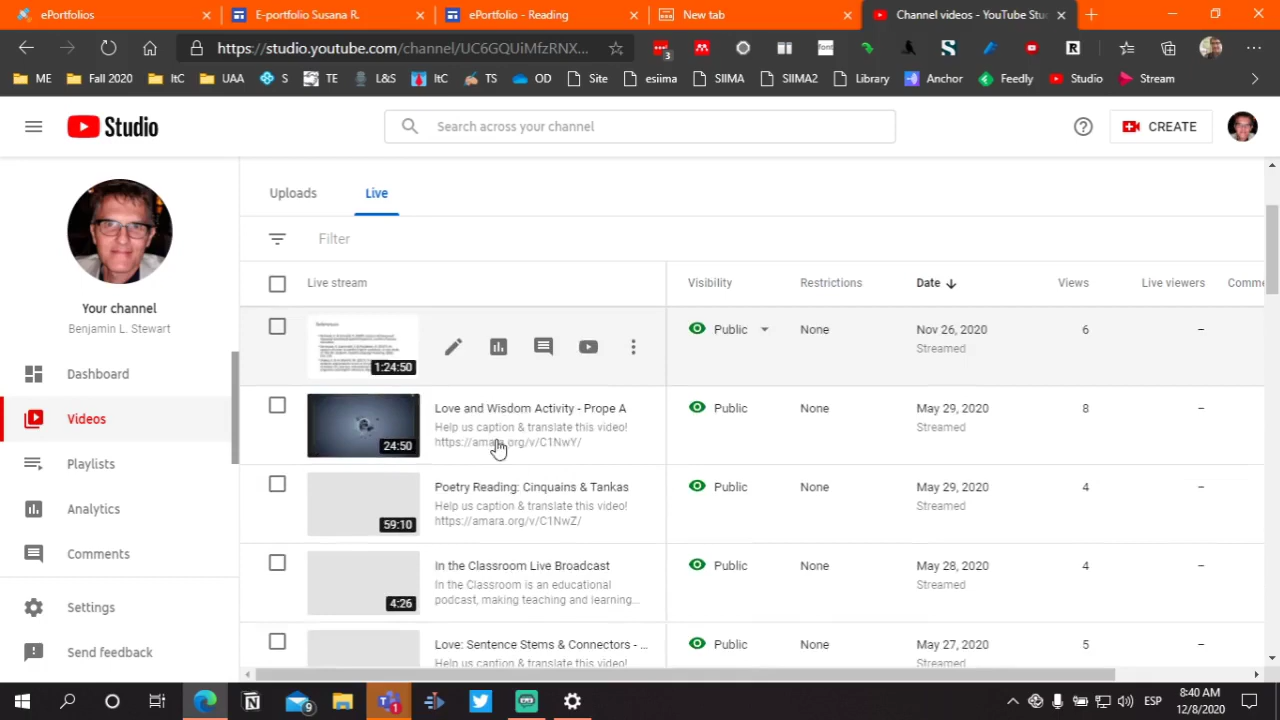 ePortfolios
E-portfolio Susana R.
ePortfolio - Reading
New tab
Channel videos - YouTube Stu
https://studio.youtube.com/channel/UC6GQUiMfzRNX...
3
font
R
ME
Fall 2020
ItC
UAA
S
TE
L&S
ItC
TS
OD
Site
esiima
SIIMA
SIIMA2
Library
Anchor
Feedly
Studio
Stream
Studio
Search across your channel
CREATE
Your channel
Benjamin L. Stewart
Dashboard
Videos
Playlists
Analytics
Comments
Settings
Send feedback
Uploads
Live
Filter
Live stream
Visibility
Restrictions
Date
Views
Live viewers
Comme
References
1:24:50
Public
None
Nov 26, 2020
6
–
Streamed
24:50
Love and Wisdom Activity - Prope A
Help us caption & translate this video!
https://amara.org/v/C1NwY/
Public
None
May 29, 2020
8
–
Streamed
59:10
Poetry Reading: Cinquains & Tankas
Help us caption & translate this video!
https://amara.org/v/C1NwZ/
Public
None
May 29, 2020
4
–
Streamed
4:26
In the Classroom Live Broadcast
In the Classroom is an educational
podcast, making teaching and learning...
Public
None
May 28, 2020
4
–
Streamed
Love: Sentence Stems & Connectors - ...
Help us caption & translate this video!
Public
None
May 27, 2020
5
–
Streamed
9
1
ESP
8:40 AM
12/8/2020